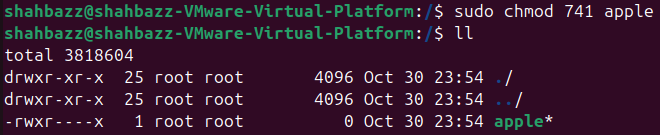 shahbazz@shahbazz-VMware-Virtual-Platform:/$ sudo chmod 741 apple
shahbazz@shahbazz-VMware-Virtual-Platform:/$ ll
total 3818604
drwxr-xr-x  25 root root       4096 Oct 30 23:54 ./
drwxr-xr-x  25 root root       4096 Oct 30 23:54 ../
-rwxr----x   1 root root          0 Oct 30 23:54 apple*